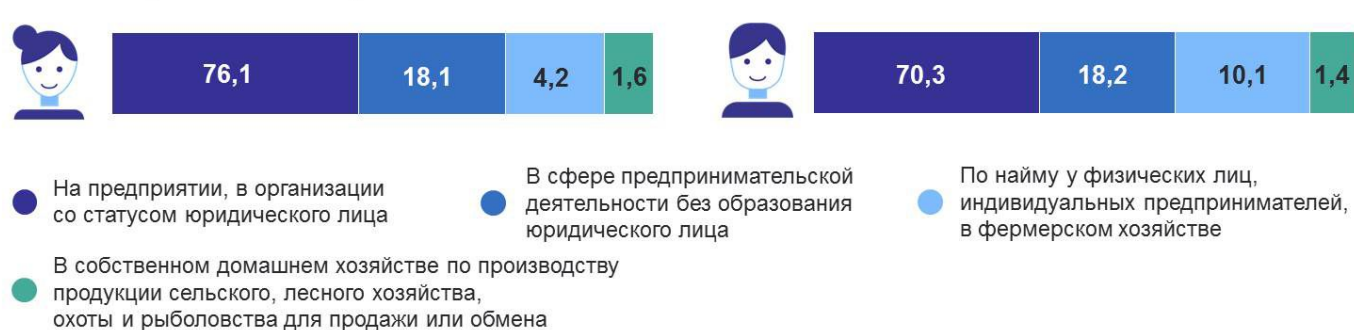 76,1 18,1 4,2 1,6
70,3 18,2 10,1 1,4
На предприятии, в организации
со статусом юридического лица
В сфере предпринимательской
деятельности без образования
юридического лица
По найму у физических лиц,
индивидуальных предпринимателей,
в фермерском хозяйстве
В собственном домашнем хозяйстве по производству
продукции сельского, лесного хозяйства,
охоты и рыболовства для продажи или обмена